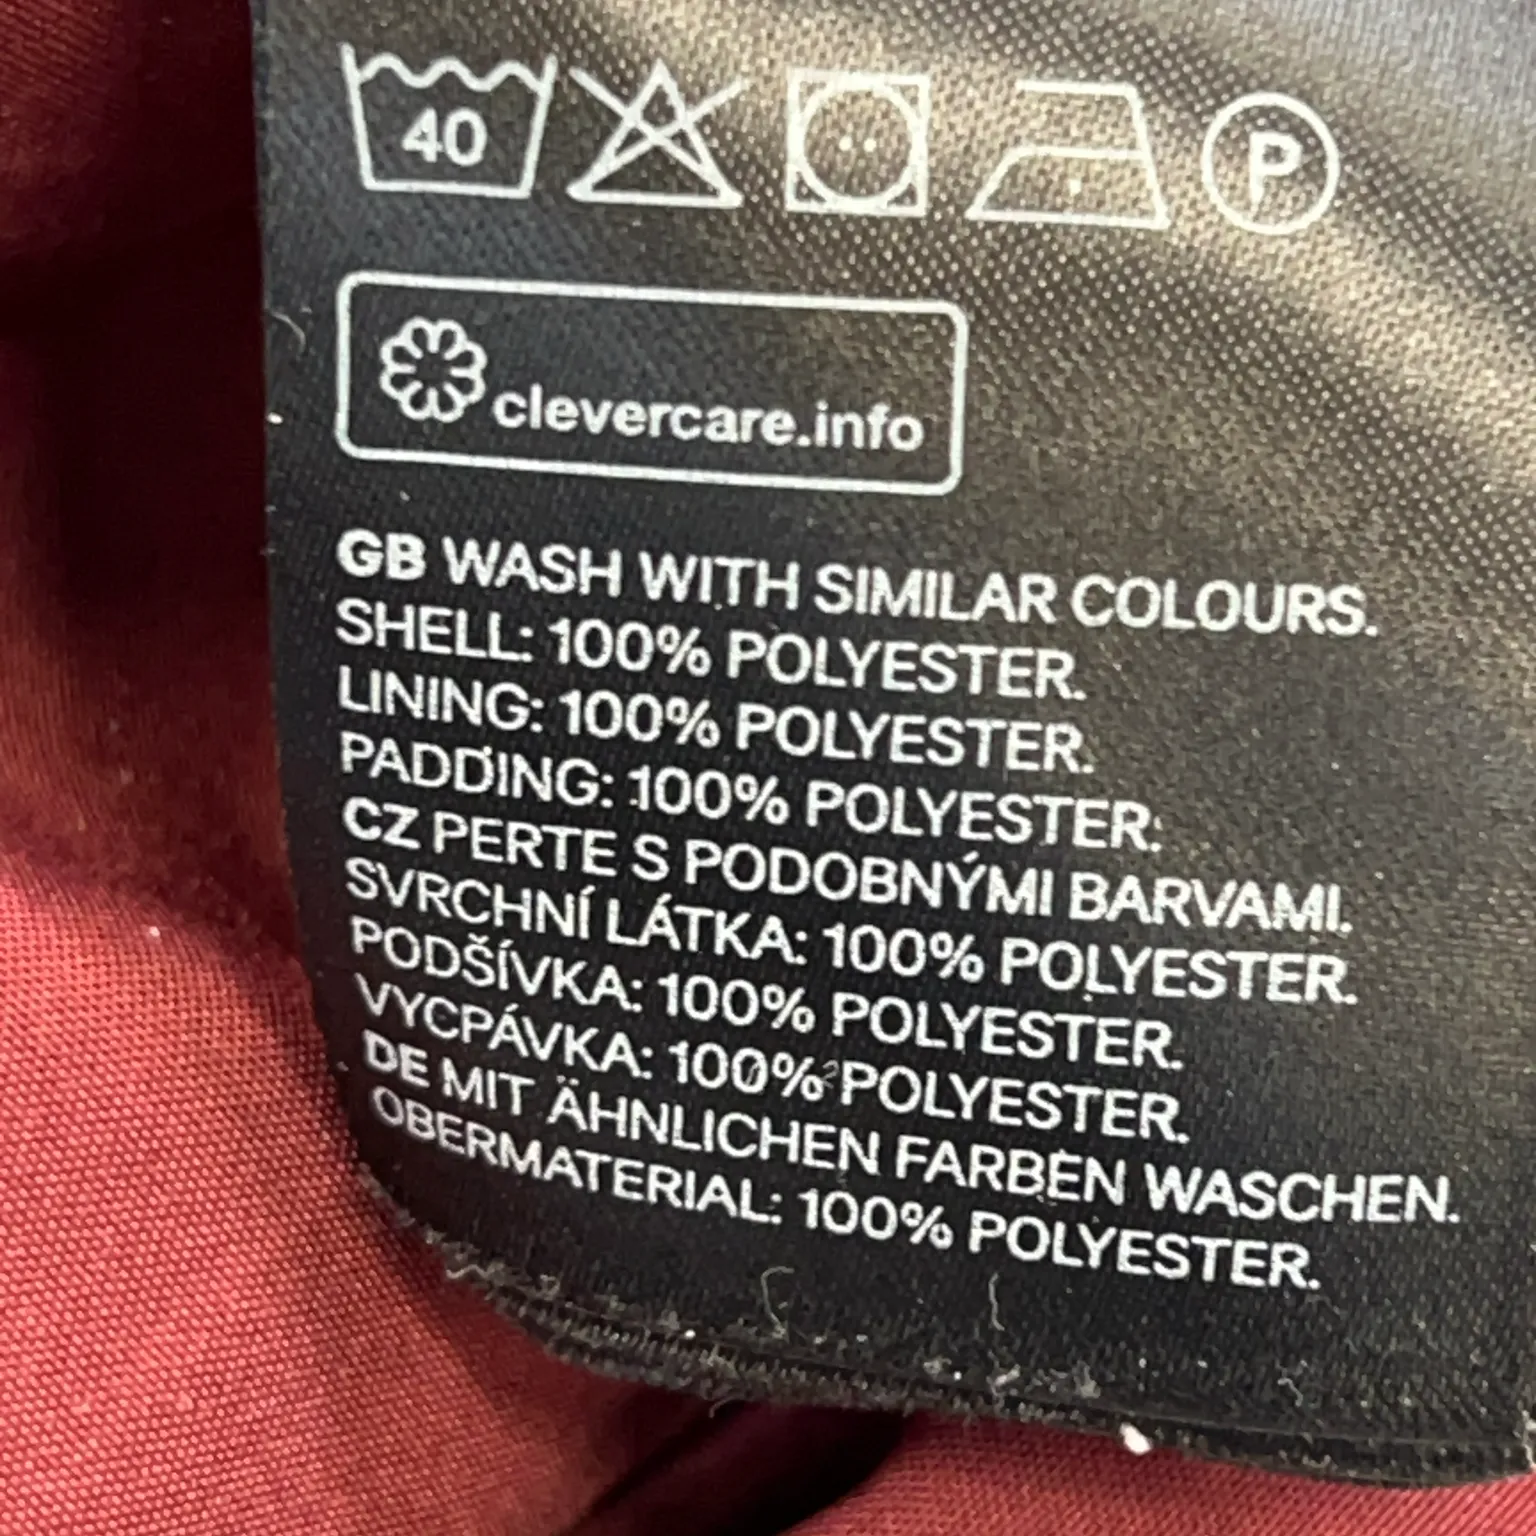 40
P
clevercare.info
GB WASH WITH SIMILAR COLOURS.
SHELL: 100% POLYESTER.
LINING: 100% POLYESTER.
PADDING: 100% POLYESTER.
CZ PERTE S PODOBNÝMI BARVAMI.
SVRCHNÍ LÁTKA: 100% POLYESTER.
PODŠÍVKA: 100% POLYESTER.
VYCPÁVKA: 100% POLYESTER.
DE MIT ÄHNLICHEN FARBEN WASCHEN.
OBERMATERIAL: 100% POLYESTER.